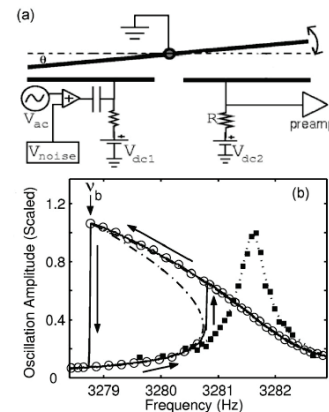 (a)
θ
V_ac
V_noise
V_dc1
R
V_dc2
preamp
ν_b
(b)
Oscillation Amplitude (Scaled)
1.2
0.8
0.4
0
3279 3280 3281 3282
Frequency (Hz)